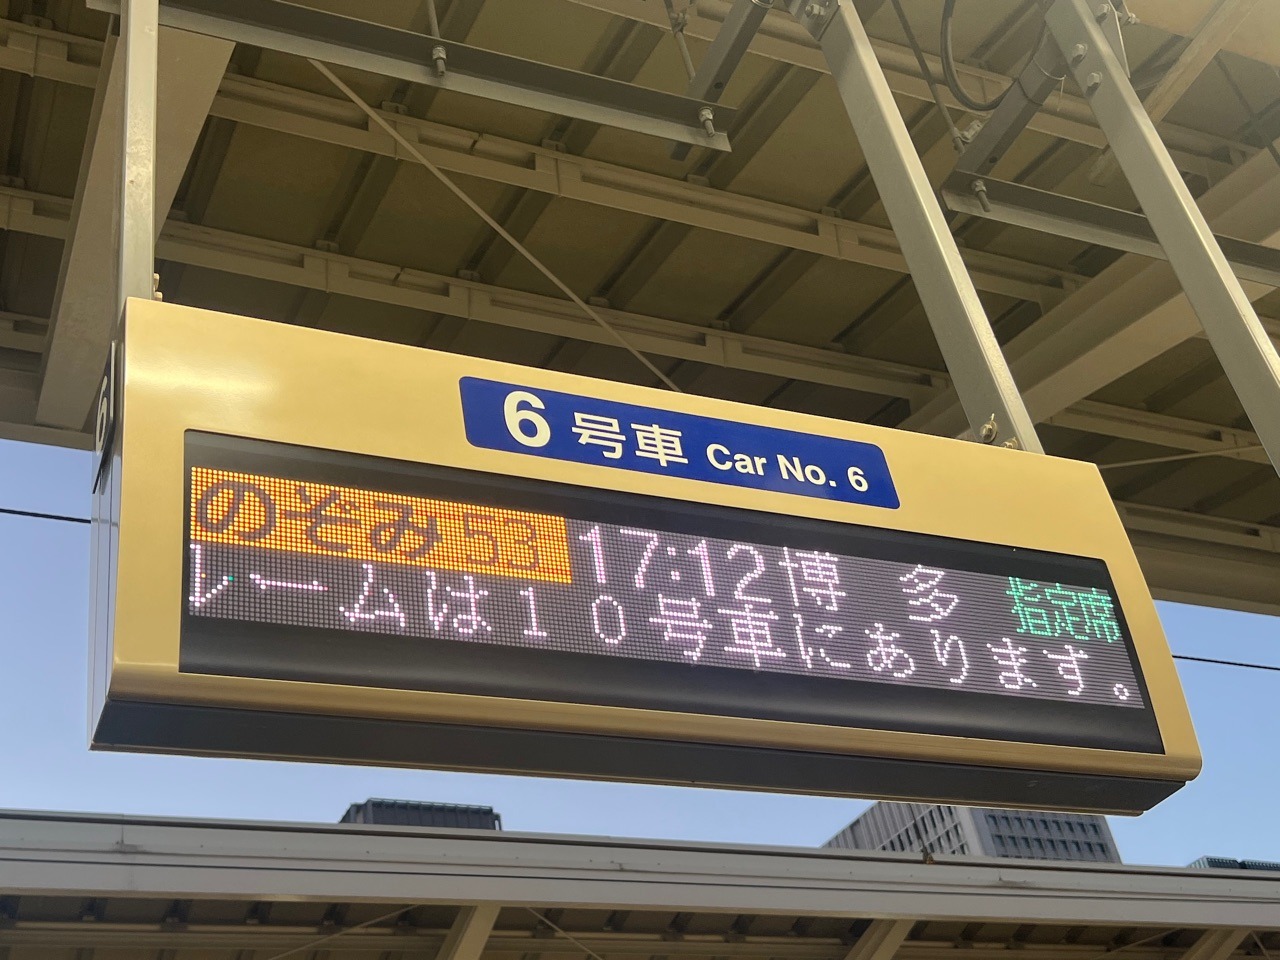 6号車 Car No. 6
のぞみ 53 17:12 博多 指定席
レームは10号車にあります。
6